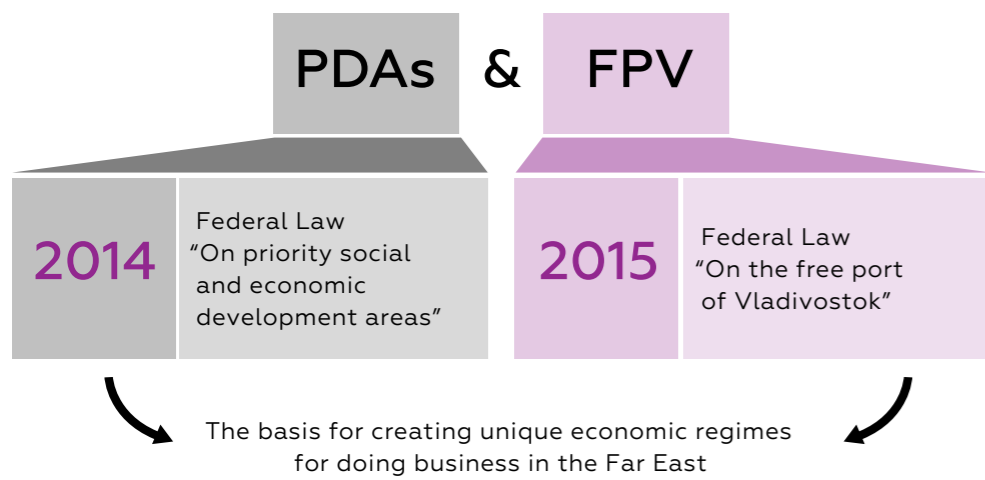 PDAs & FPV
2014
Federal Law
“On priority social
and economic
development areas”
2015
Federal Law
“On the free port
of Vladivostok”
The basis for creating unique economic regimes
for doing business in the Far East